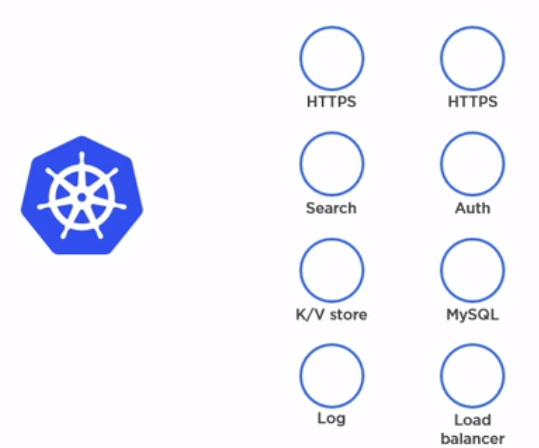 HTTPS
HTTPS
Search
Auth
K/V store
MySQL
Log
Load
balancer